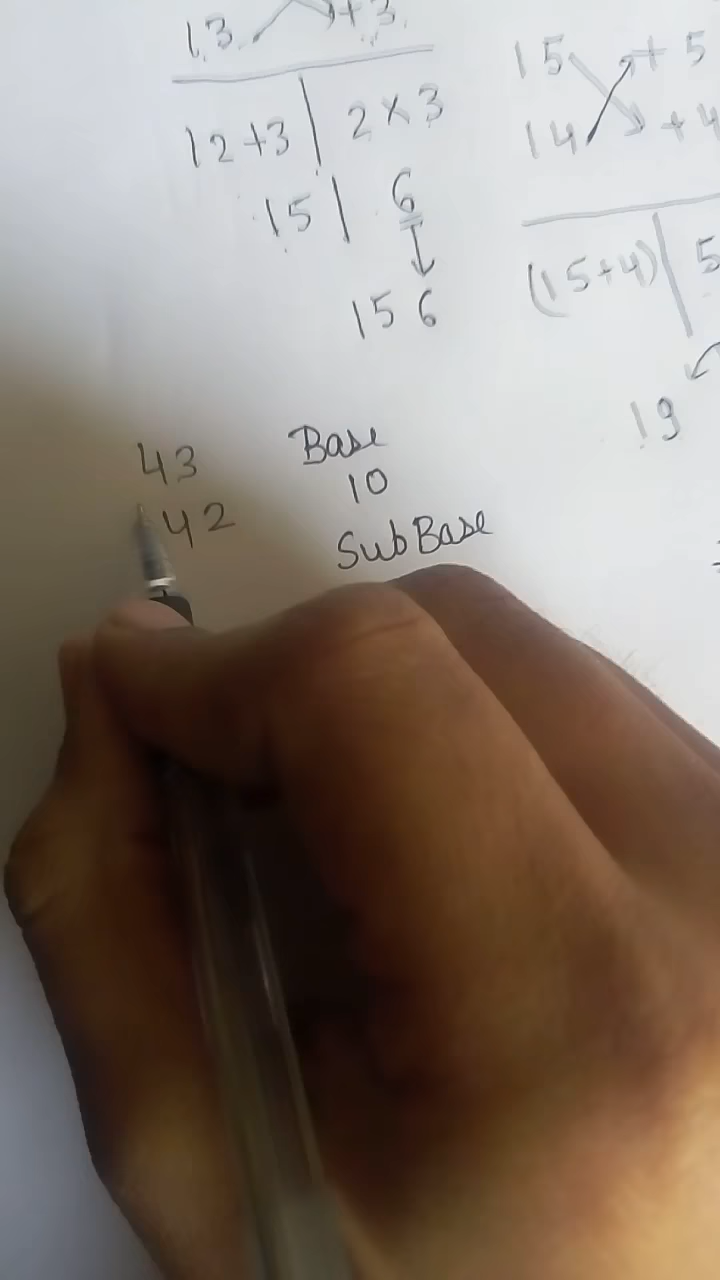 13 +3
12+3 | 2×3
15 | 6
156
15 + 5
14 + 4
(15+4) | 5
19
43
42
Base
10
SubBase